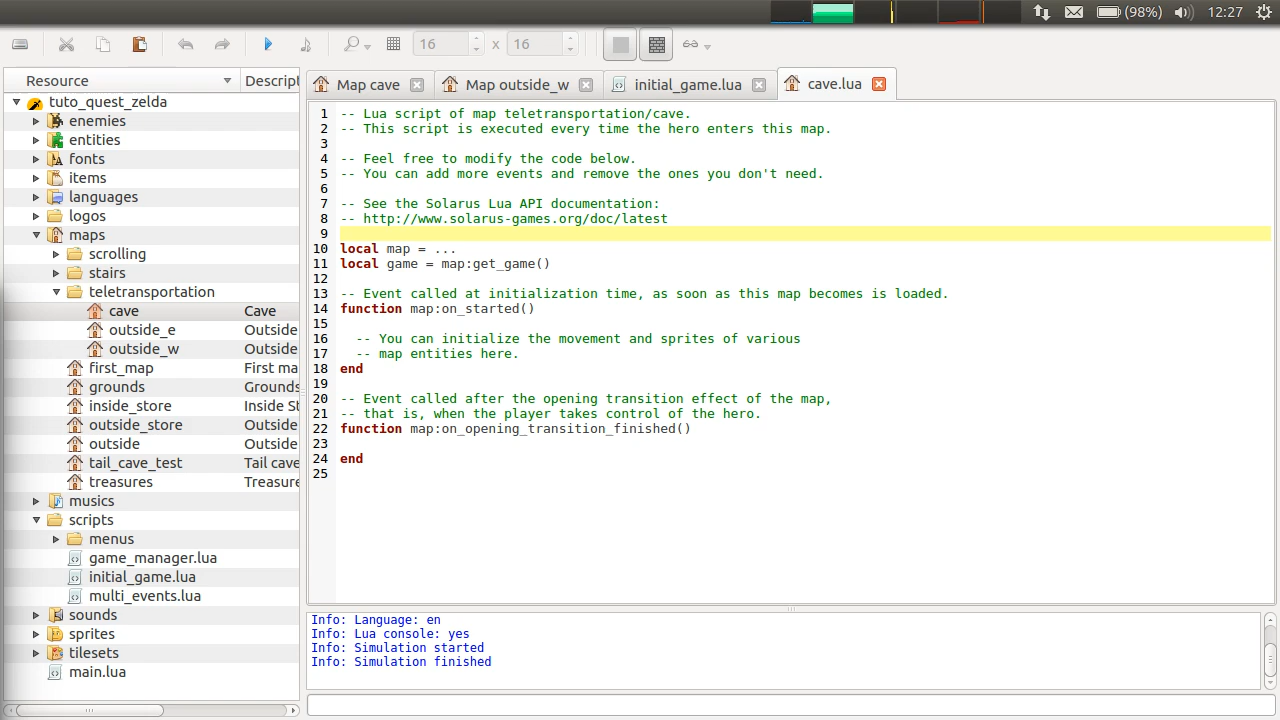 (98%) 12:27
16 x 16
Resource Descript
Map cave Map outside_w initial_game.lua cave.lua
tuto_quest_zelda
enemies
entities
fonts
items
languages
logos
maps
scrolling
stairs
teletransportation
cave Cave
outside_e Outside
outside_w Outside
first_map First ma
grounds Grounds
inside_store Inside St
outside_store Outside
outside Outside
tail_cave_test Tail cave
treasures Treasure
musics
scripts
menus
game_manager.lua
initial_game.lua
multi_events.lua
sounds
sprites
tilesets
main.lua
1 -- Lua script of map teletransportation/cave.
2 -- This script is executed every time the hero enters this map.
3
4 -- Feel free to modify the code below.
5 -- You can add more events and remove the ones you don't need.
6
7 -- See the Solarus Lua API documentation:
8 -- http://www.solarus-games.org/doc/latest
9
10 local map = ...
11 local game = map:get_game()
12
13 -- Event called at initialization time, as soon as this map becomes is loaded.
14 function map:on_started()
15
16   -- You can initialize the movement and sprites of various
17   -- map entities here.
18 end
19
20 -- Event called after the opening transition effect of the map,
21 -- that is, when the player takes control of the hero.
22 function map:on_opening_transition_finished()
23
24 end
25
Info: Language: en
Info: Lua console: yes
Info: Simulation started
Info: Simulation finished